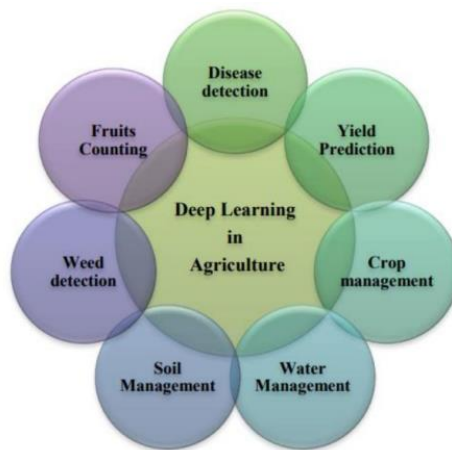 Disease
detection
Yield
Prediction
Crop
management
Water
Management
Soil
Management
Weed
detection
Fruits
Counting
Deep Learning
in
Agriculture